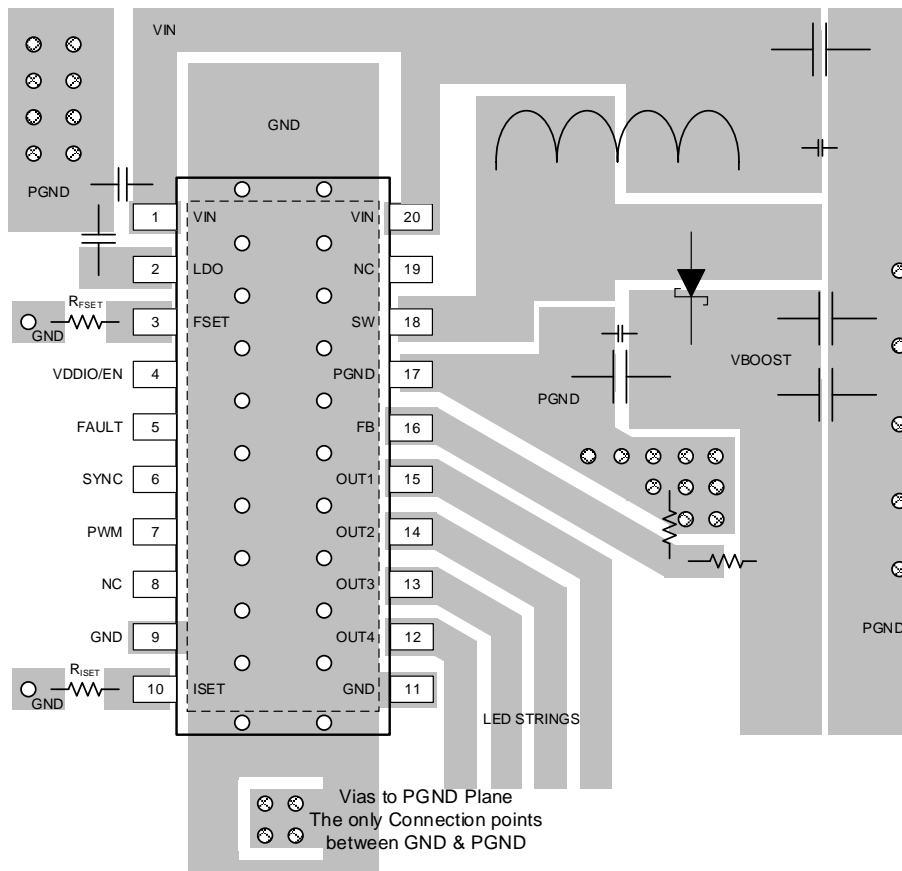 VIN
GND
PGND
1 VIN VIN 20
2 LDO NC 19
RFSET
GND
3 FSET SW 18
VDDIO/EN 4 PGND 17
VBOOST
PGND
FAULT 5 FB 16
SYNC 6 OUT1 15
PWM 7 OUT2 14
NC 8 OUT3 13
GND 9 OUT4 12
PGND
RISET
GND
10 ISET GND 11
LED STRINGS
Vias to PGND Plane
The only Connection points
between GND & PGND